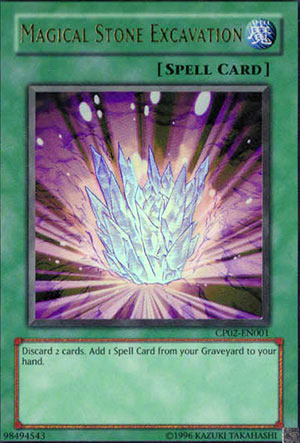 MAGICAL STONE EXCAVATION 魔
[SPELL CARD]
CP02-EN001
Discard 2 cards. Add 1 Spell Card from your Graveyard to your
hand.
98494543
©1996 KAZUKI TAKAHASHI